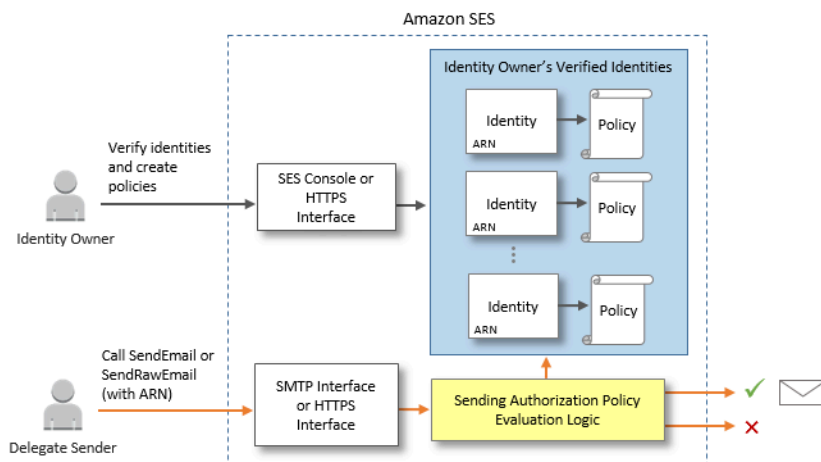 Amazon SES
Identity Owner's Verified Identities
Identity
ARN
Policy
Verify identities
and create
policies
SES Console or
HTTPS
Interface
Identity
ARN
Policy
Identity Owner
Identity
ARN
Policy
Call SendEmail or
SendRawEmail
(with ARN)
SMTP Interface
or HTTPS
Interface
Sending Authorization Policy
Evaluation Logic
Delegate Sender